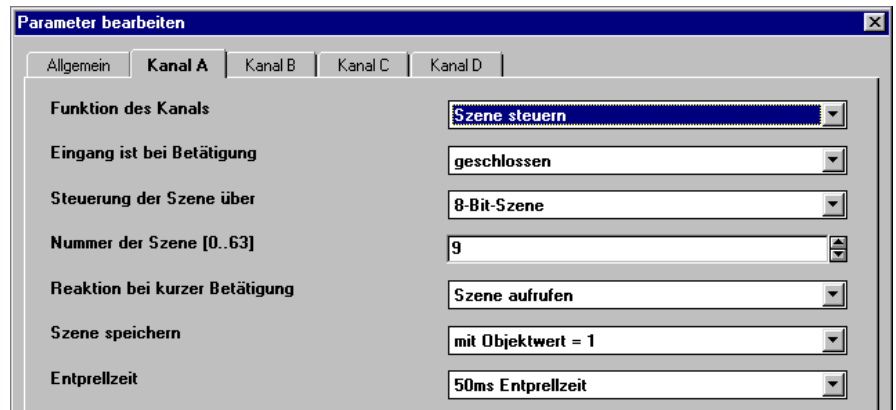 Parameter bearbeiten
Allgemein Kanal A Kanal B Kanal C Kanal D
Funktion des Kanals Szene steuern
Eingang ist bei Betätigung geschlossen
Steuerung der Szene über 8-Bit-Szene
Nummer der Szene [0..63] 9
Reaktion bei kurzer Betätigung Szene aufrufen
Szene speichern mit Objektwert = 1
Entprellzeit 50ms Entprellzeit